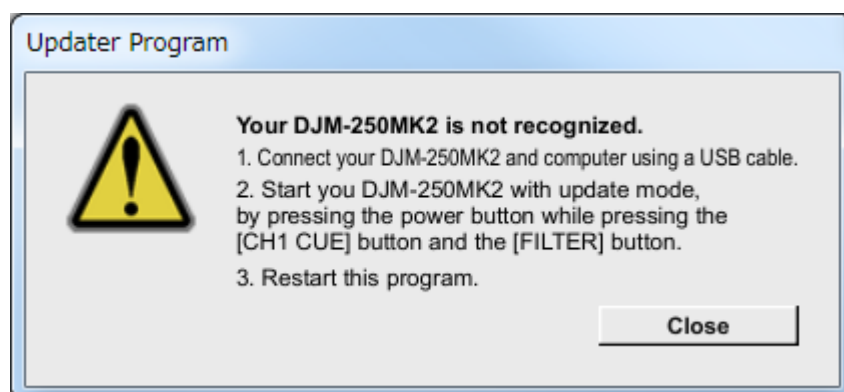 Updater Program
Your DJM-250MK2 is not recognized.
1. Connect your DJM-250MK2 and computer using a USB cable.
2. Start you DJM-250MK2 with update mode,
by pressing the power button while pressing the
[CH1 CUE] button and the [FILTER] button.
3. Restart this program.
Close